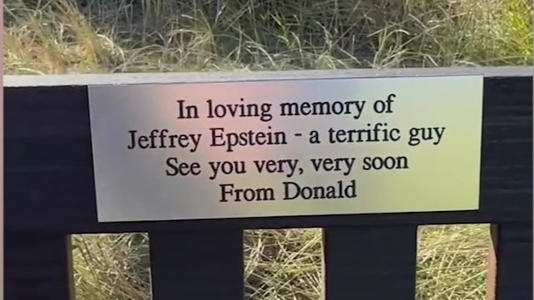 In loving memory of
Jeffrey Epstein - a terrific guy
See you very, very soon
From Donald